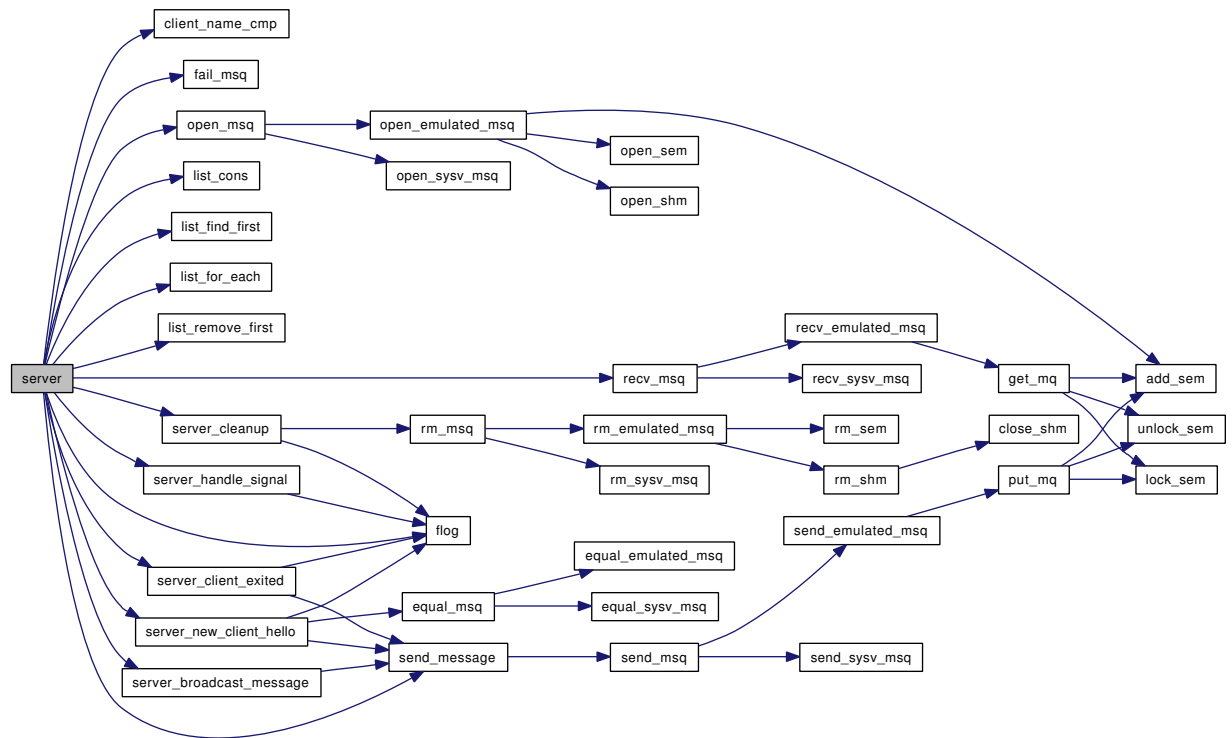 client_name_cmp
fail_msq
open_msq
open_emulated_msq
open_sem
open_sysv_msq
list_cons
open_shm
list_find_first
list_for_each
list_remove_first
recv_emulated_msq
server
recv_msq
recv_sysv_msq
get_mq
add_sem
server_cleanup
rm_msq
rm_emulated_msq
rm_sem
close_shm
unlock_sem
server_handle_signal
rm_sysv_msq
rm_shm
put_mq
lock_sem
flog
send_emulated_msq
equal_emulated_msq
server_client_exited
equal_msq
equal_sysv_msq
server_new_client_hello
send_message
send_msq
send_sysv_msq
server_broadcast_message